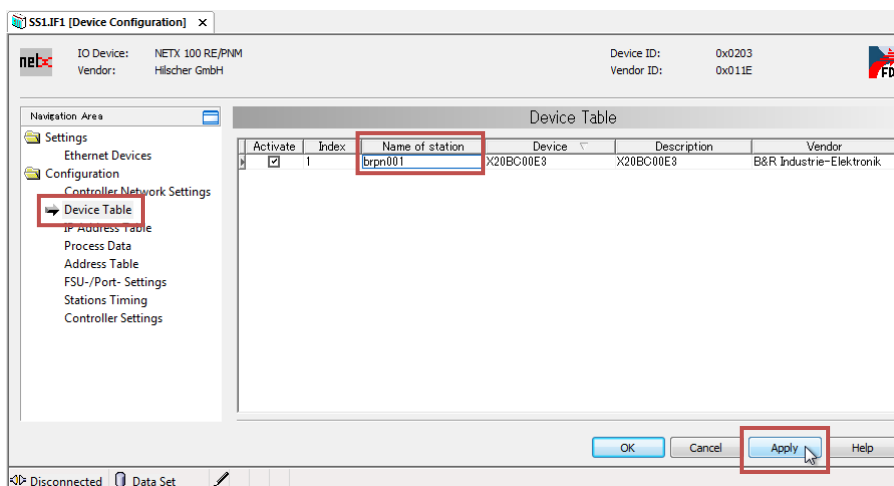 SS1.IF1 [Device Configuration] x
netx
IO Device: NETX 100 RE/PNM
Vendor: Hilscher GmbH
Device ID: 0x0203
Vendor ID: 0x011E
FD
Navigation Area
Device Table
Settings
Ethernet Devices
Configuration
Controller Network Settings
Device Table
IP Address Table
Process Data
Address Table
FSU-/Port- Settings
Stations Timing
Controller Settings
Activate Index Name of station Device Description Vendor
1 brpn001 X20BC00E3 X20BC00E3 B&R Industrie-Elektronik
OK Cancel Apply Help
Disconnected Data Set